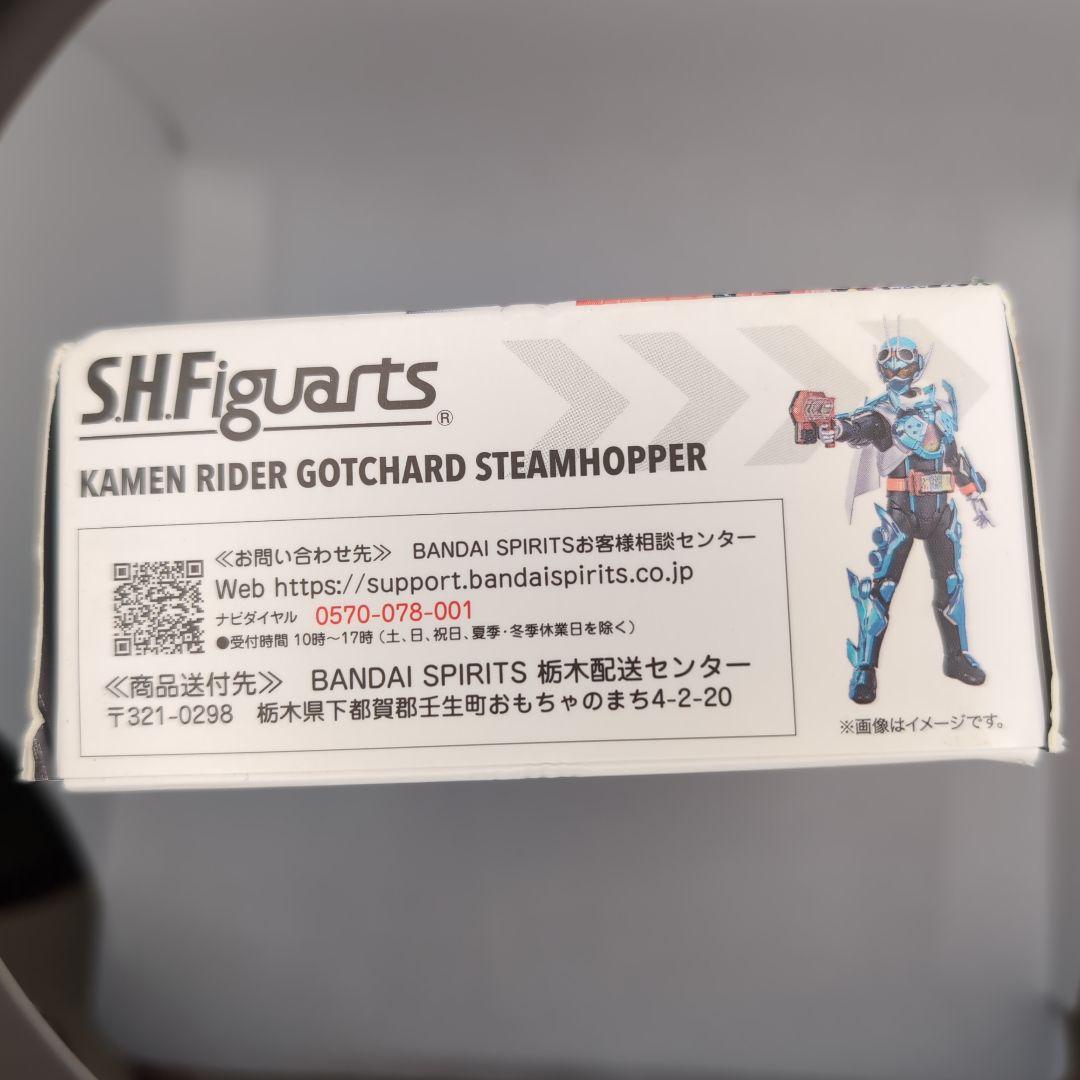 S.H.Figuarts®
KAMEN RIDER GOTCHARD STEAMHOPPER
≪お問い合わせ先≫ BANDAI SPIRITSお客様相談センター
Web https://support.bandaispirits.co.jp
ナビダイヤル 0570-078-001
●受付時間 10時～17時(土、日、祝日、夏季・冬季休業日を除く)
≪商品送付先≫ BANDAI SPIRITS 栃木配送センター
〒321-0298 栃木県下都賀郡壬生町おもちゃのまち4-2-20
※画像はイメージです。